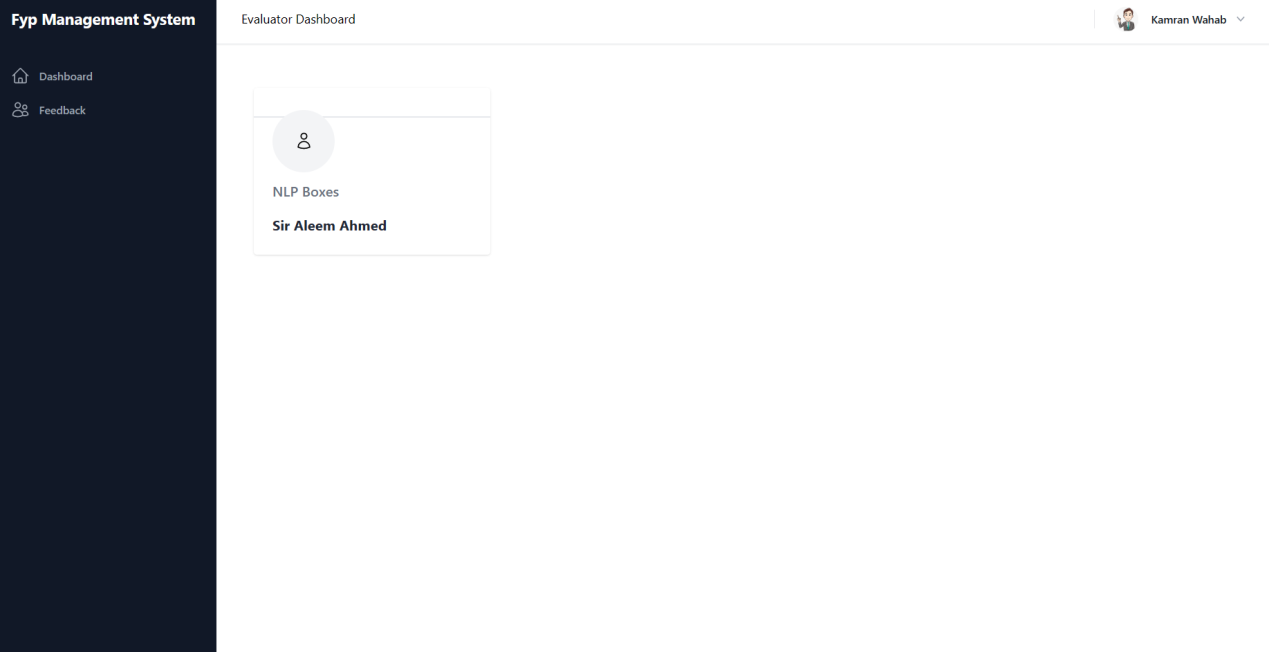 Fyp Management System
Evaluator Dashboard
Kamran Wahab
Dashboard
Feedback
NLP Boxes
Sir Aleem Ahmed